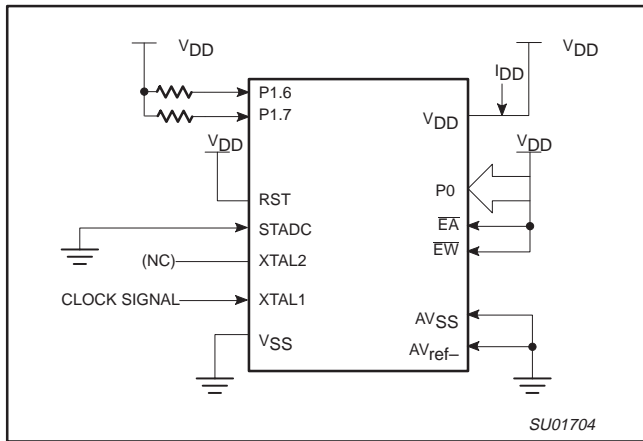 VDD
VDD
IDD
P1.6
P1.7
VDD
VDD
VDD
P0
RST
EA
STADC
EW
(NC)
XTAL2
CLOCK SIGNAL
XTAL1
AVSS
VSS
AVref–
SU01704